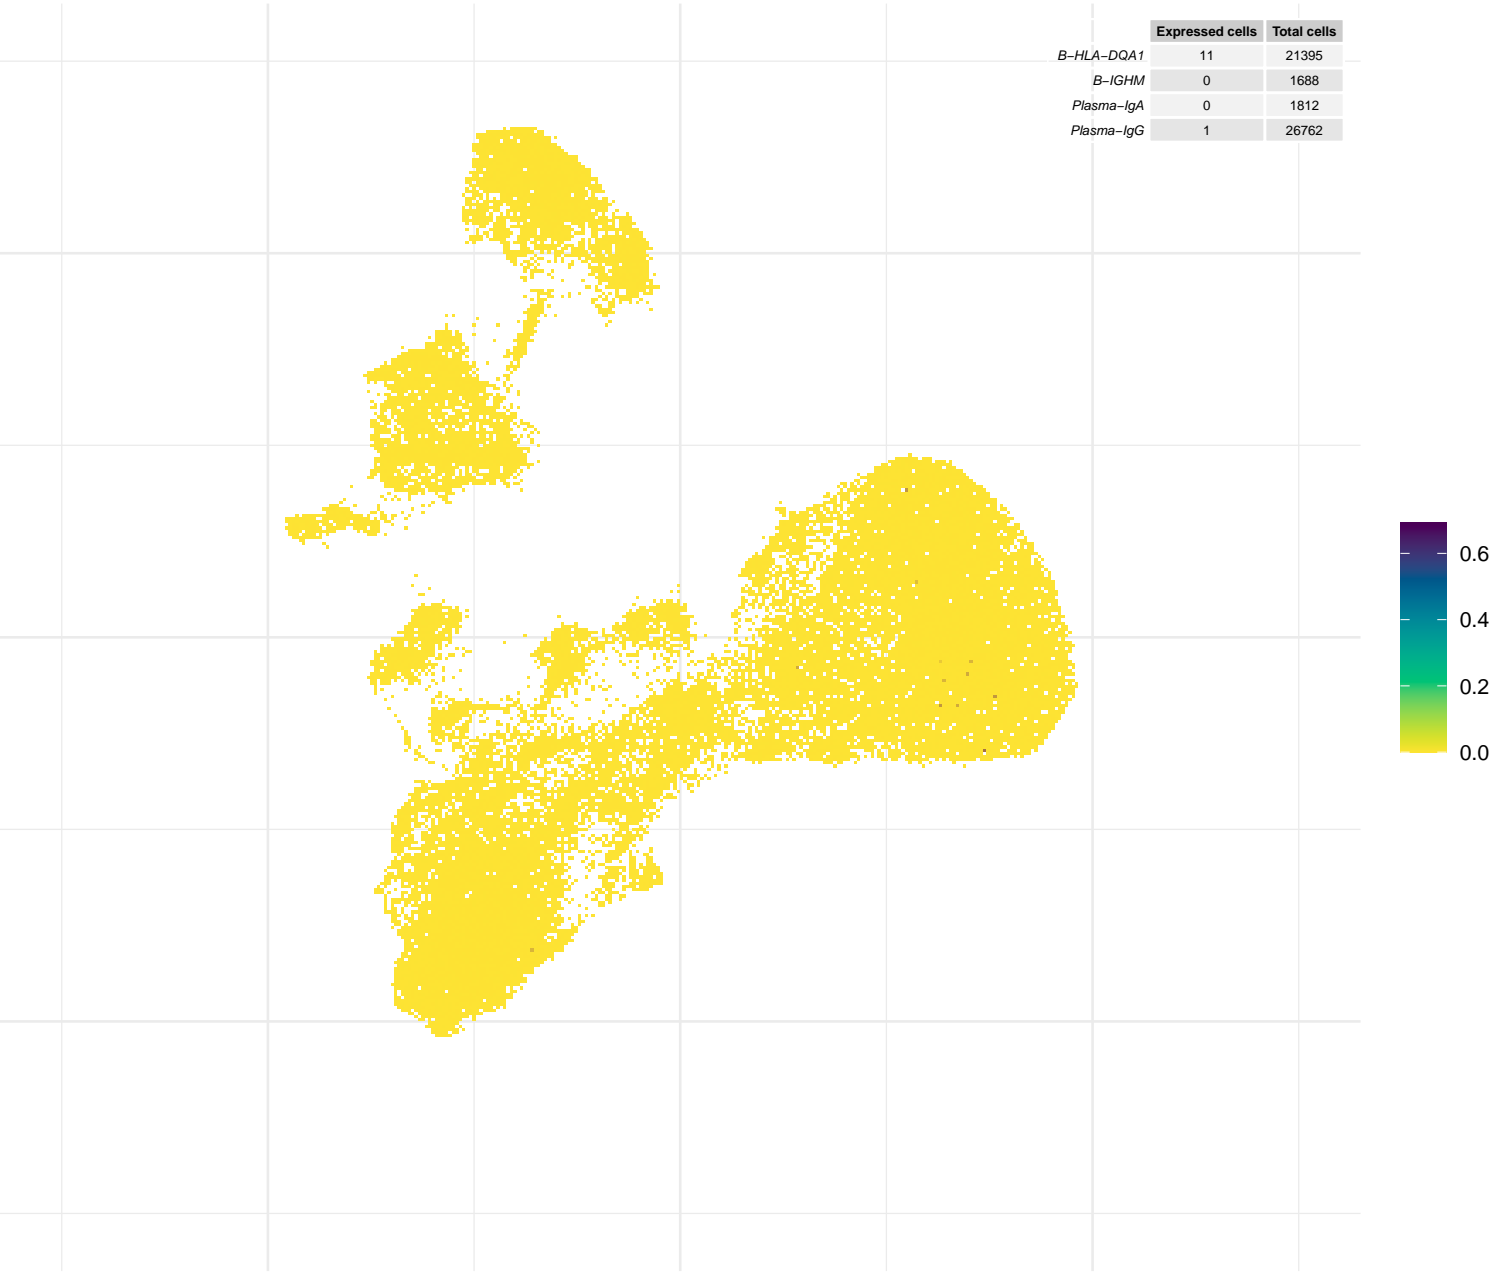 Expressed cells Total cells
B−HLA−DQA1 11 21395
B−IGHM 0 1688
Plasma−IgA 0 1812
Plasma−IgG 1 26762
0.6
0.4
0.2
0.0